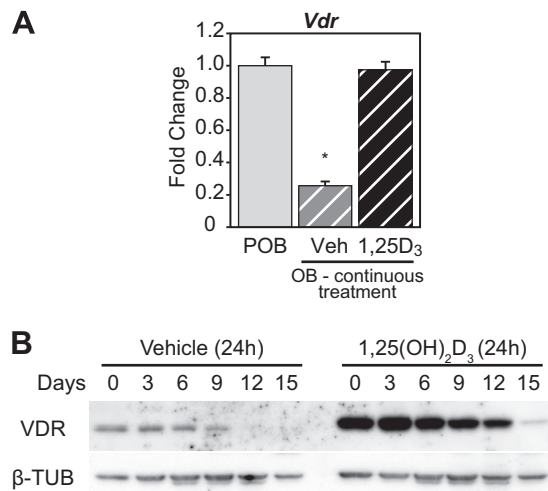 A
Vdr
Fold Change
1.2
1.0
0.8
0.6
0.4
0.2
0
*
POB Veh 1,25D₃
OB - continuous
treatment
B
Vehicle (24h) 1,25(OH)₂D₃ (24h)
Days 0 3 6 9 12 15 0 3 6 9 12 15
VDR
β-TUB